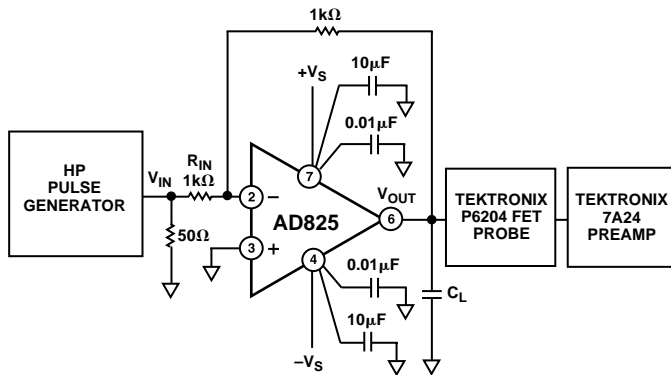 1kΩ
10μF
+VS
0.01μF
HP
PULSE
GENERATOR
VIN
RIN
1kΩ
50Ω
2
−
3
+
7
AD825
4
6
VOUT
TEKTRONIX
P6204 FET
PROBE
TEKTRONIX
7A24
PREAMP
0.01μF
10μF
CL
−VS